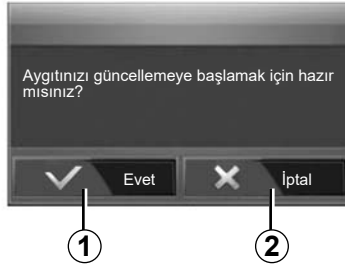 Aygıtınızı güncellemeye başlamak için hazır
mısınız?
Evet
İptal
1
2